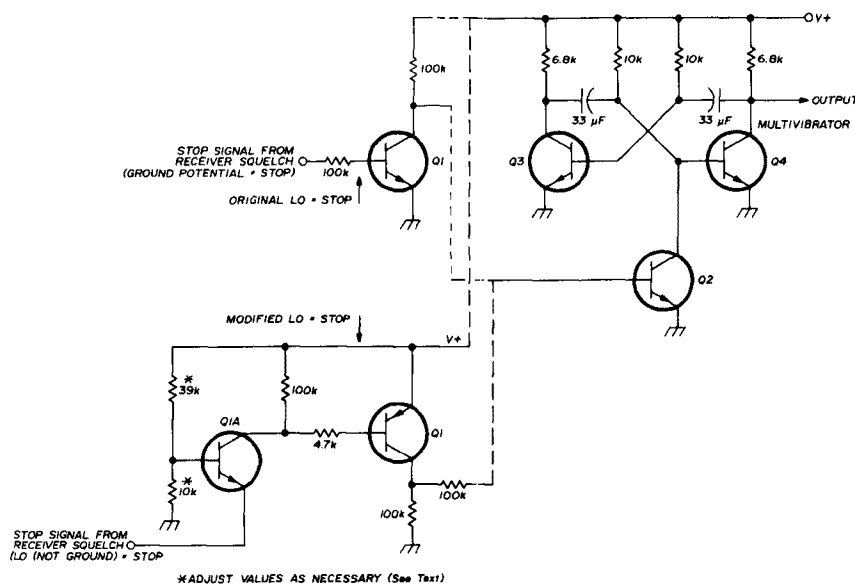 V+
100k
6.8k
10k
10k
6.8k
33 µF
33 µF
OUTPUT
MULTIVIBRATOR
STOP SIGNAL FROM
RECEIVER SQUELCH
(GROUND POTENTIAL = STOP)
100k
Q1
Q3
Q4
ORIGINAL LO = STOP
Q2
MODIFIED LO = STOP
V+
*
39k
100k
Q1A
4.7k
Q1
*
10k
100k
100k
STOP SIGNAL FROM
RECEIVER SQUELCH
(LO (NOT GROUND) = STOP
*ADJUST VALUES AS NECESSARY (See Text)